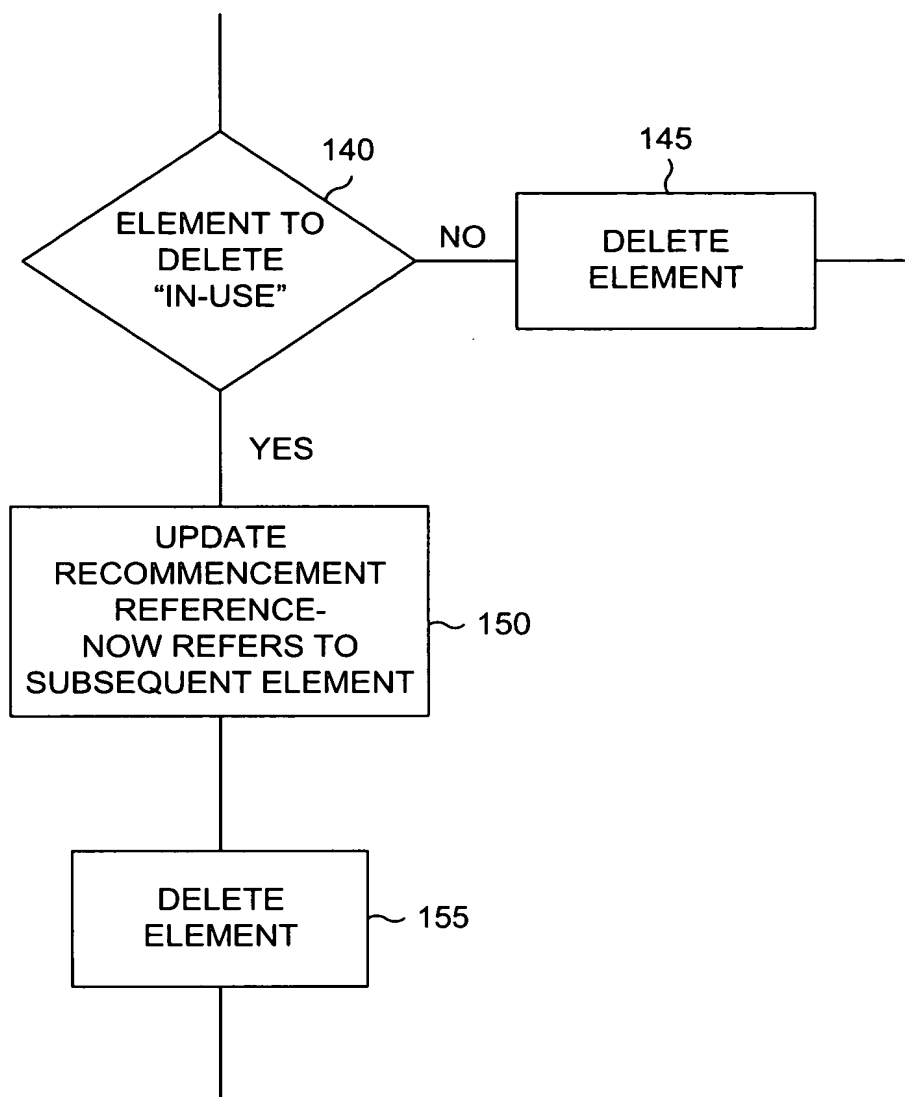 140
ELEMENT TO
DELETE
“IN-USE”
NO
145
DELETE
ELEMENT
YES
UPDATE
RECOMMENCEMENT
REFERENCE-
NOW REFERS TO
SUBSEQUENT ELEMENT
150
DELETE
ELEMENT
155